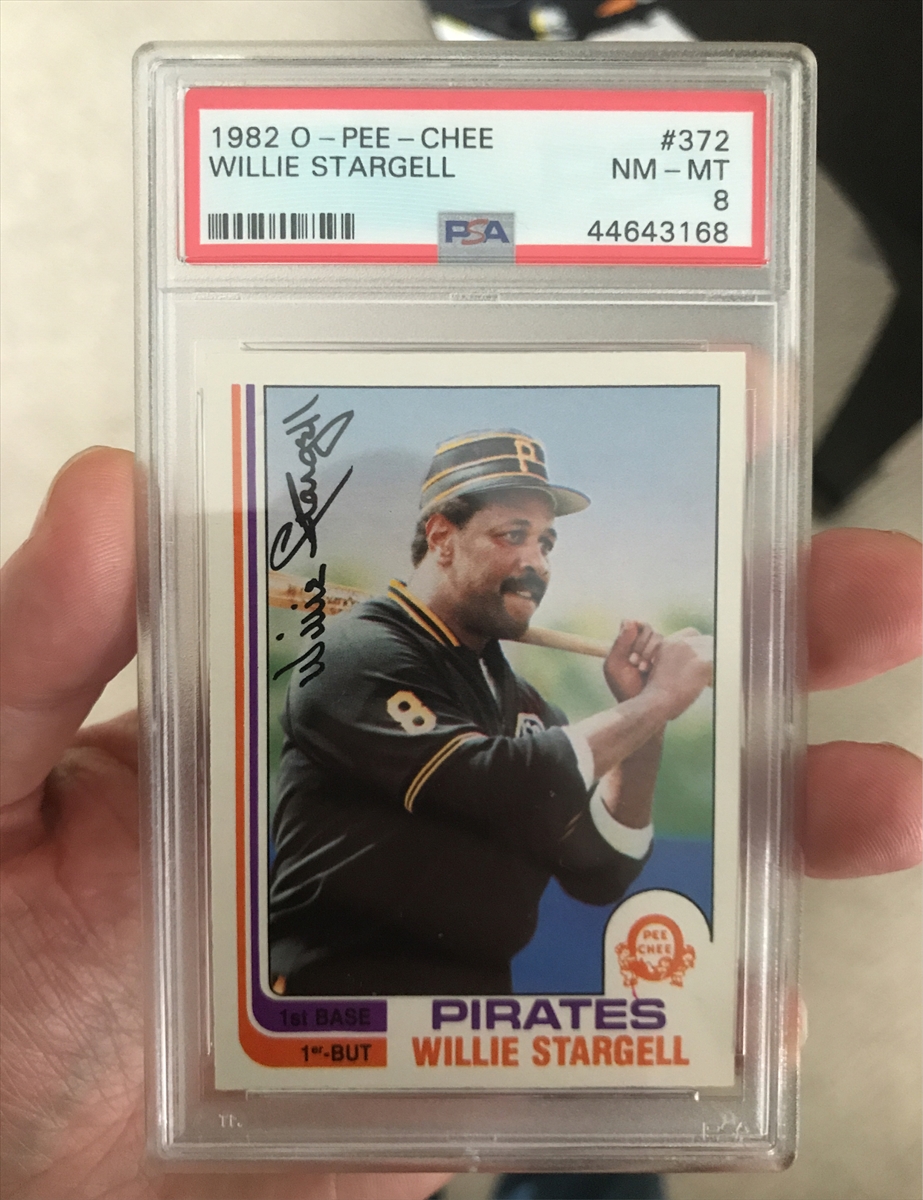 1982 O-PEE-CHEE #372
WILLIE STARGELL NM-MT
8
PSA 44643168
Willie Stargell
P
8
PEE
CHEE
1st BASE PIRATES
1er-BUT WILLIE STARGELL
PSA